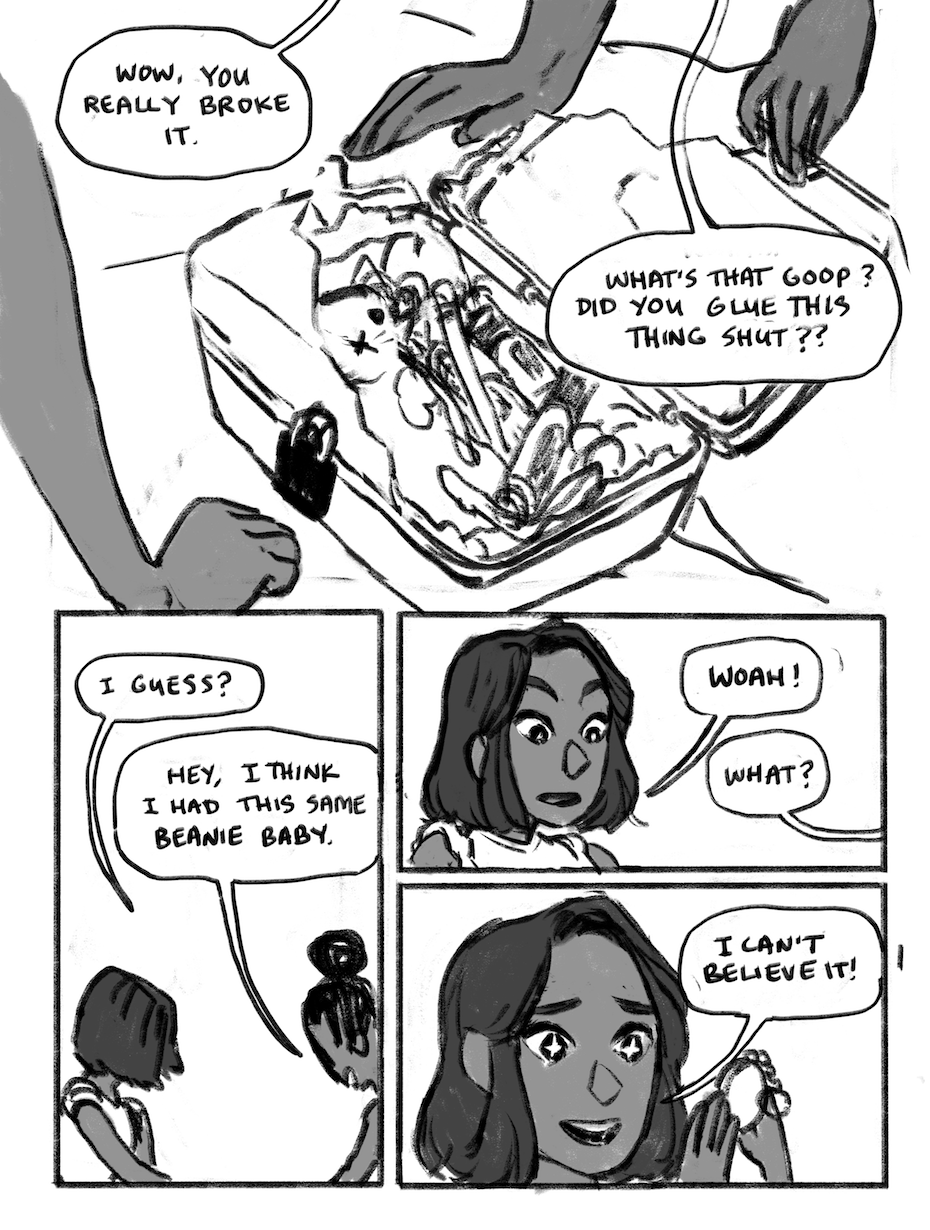 WOW, YOU
REALLY BROKE
IT.
WHAT'S THAT GOOP?
DID YOU GLUE THIS
THING SHUT??
I GUESS?
HEY, I THINK
I HAD THIS SAME
BEANIE BABY.
WOAH!
WHAT?
I CAN'T
BELIEVE IT!